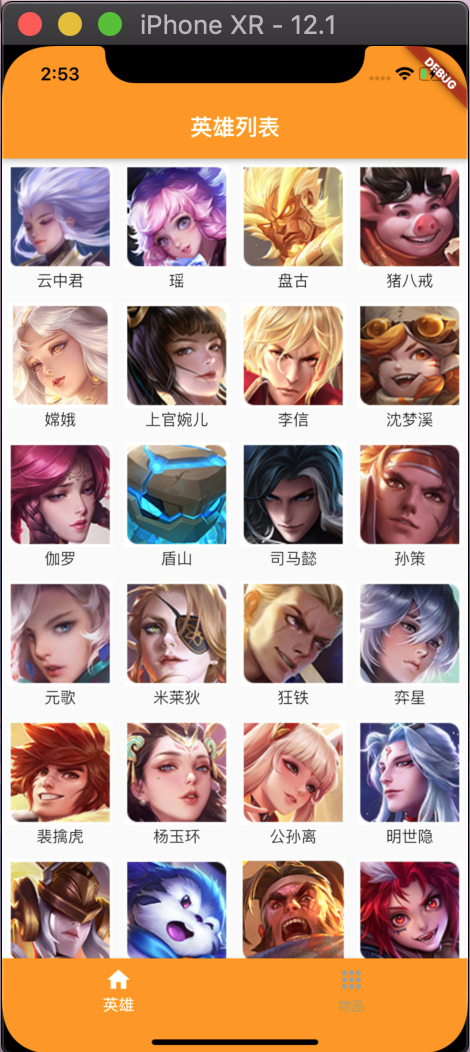 iPhone XR - 12.1
2:53
DEBUG
英雄列表
云中君 瑶 盘古 猪八戒
嫦娥 上官婉儿 李信 沈梦溪
伽罗 盾山 司马懿 孙策
元歌 米莱狄 狂铁 弈星
裴擒虎 杨玉环 公孙离 明世隐
英雄 物品